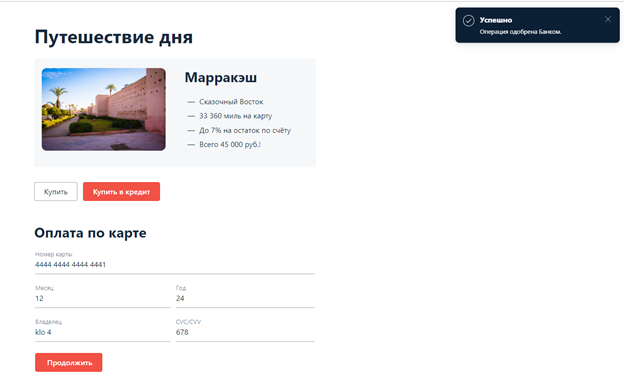 Успешно
Операция одобрена Банком.
Путешествие дня
Марракэш
— Сказочный Восток
— 33 360 миль на карту
— До 7% на остаток по счёту
— Всего 45 000 руб.!
Купить
Купить в кредит
Оплата по карте
Номер карты
4444 4444 4444 4441
Месяц Год
12 24
Владелец CVC/CVV
klo 4 678
Продолжить